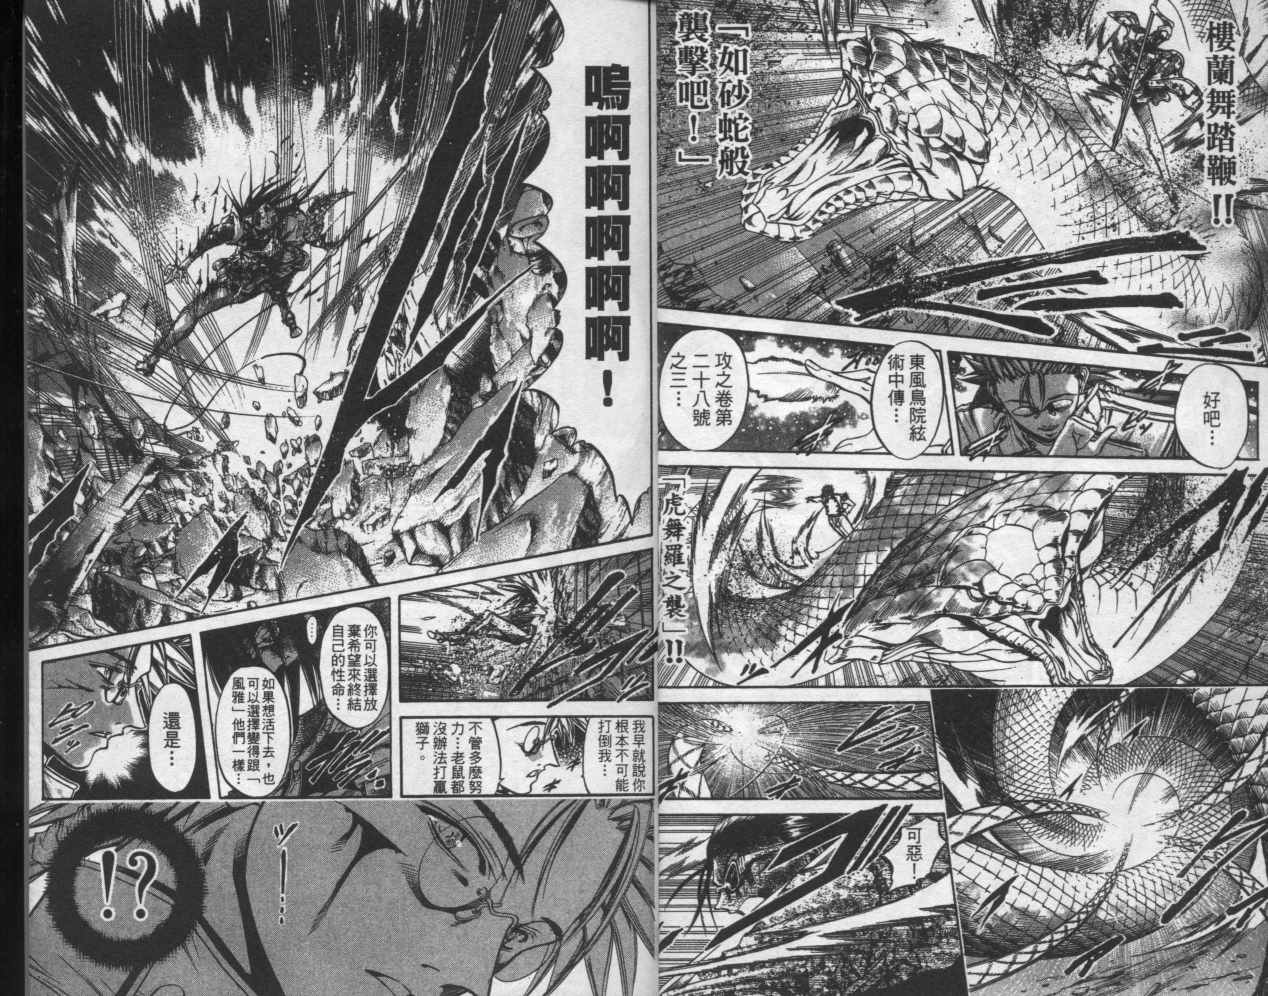 樓蘭舞踏鞭!!
「如砂蛇般
襲擊吧！」
好吧…
東風鳥院絃
術中傳…
攻之卷第
二十八號
之三…
「虎舞羅之襲」!!
可惡！
嗚啊啊啊啊啊！
我早就說你
根本不可能
打倒我…
不管多麼努
力…老鼠都
沒辦法打贏
獅子。
你可以選擇放
棄希望來終結
自己的性命
……
如果想活下去，也
可以選擇變得跟「
風雅」他們一樣…
還是…
ツ―…
!?